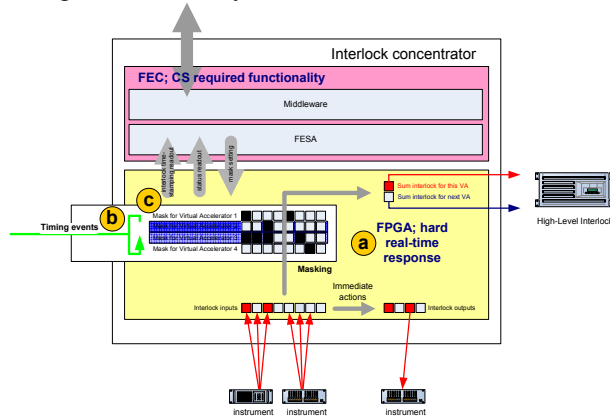 Interlock concentrator
FEC; CS required functionality
Middleware
FESA
interlock time-
stamping readout
status readout
mask setting
Sum interlock for this VA
Sum interlock for next VA
High-Level Interlock
b
c
Timing events
Mask for Virtual Accelerator 1
Mask for Virtual Accelerator 4
a
FPGA; hard
real-time
response
Masking
Immediate
actions
Interlock inputs
Interlock outputs
instrument
instrument
instrument